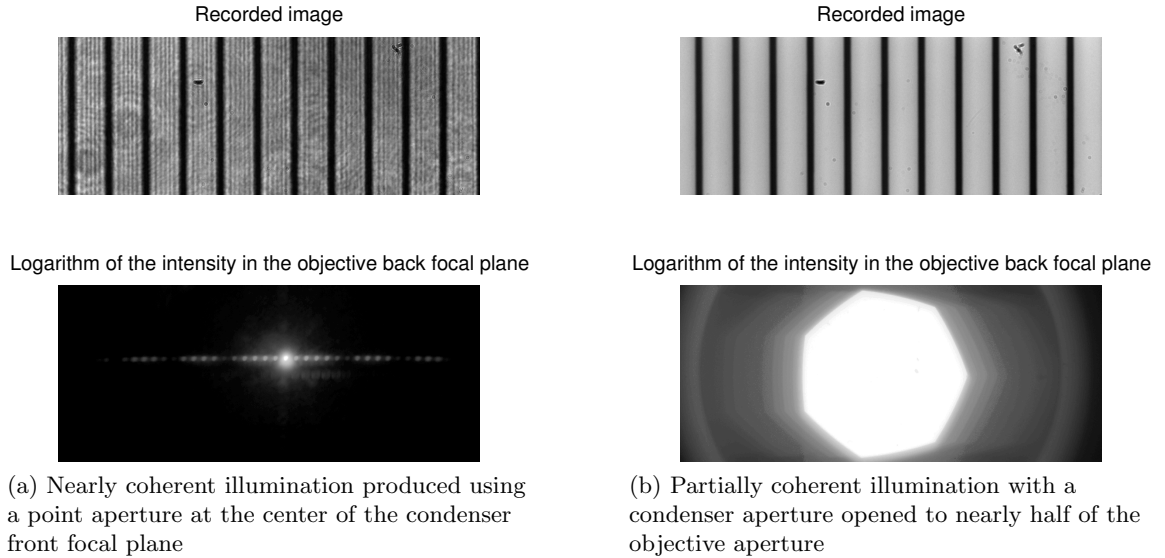 Recorded image
Logarithm of the intensity in the objective back focal plane
(a) Nearly coherent illumination produced using
a point aperture at the center of the condenser
front focal plane
Recorded image
Logarithm of the intensity in the objective back focal plane
(b) Partially coherent illumination with a
condenser aperture opened to nearly half of the
objective aperture